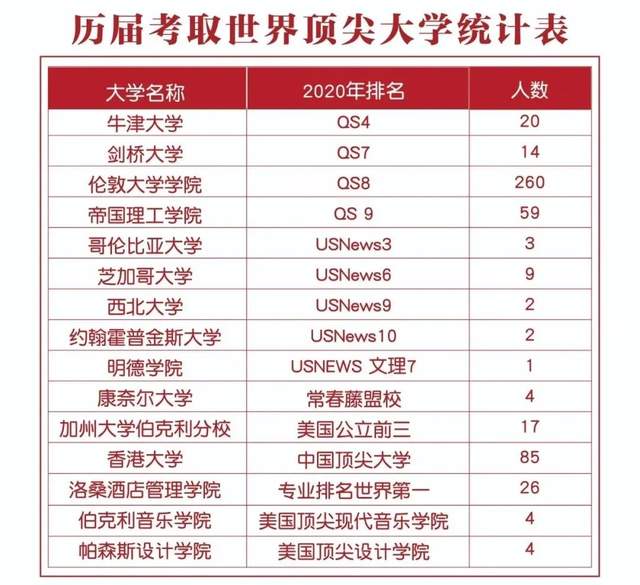 历届考取世界顶尖大学统计表
大学名称 2020年排名 人数
牛津大学 QS4 20
剑桥大学 QS7 14
伦敦大学学院 QS8 260
帝国理工学院 QS 9 59
哥伦比亚大学 USNews3 3
芝加哥大学 USNews6 9
西北大学 USNews9 2
约翰霍普金斯大学 USNews10 2
明德学院 USNEWS 文理7 1
康奈尔大学 常春藤盟校 4
加州大学伯克利分校 美国公立前三 17
香港大学 中国顶尖大学 85
洛桑酒店管理学院 专业排名世界第一 26
伯克利音乐学院 美国顶尖现代音乐学院 4
帕森斯设计学院 美国顶尖设计学院 4